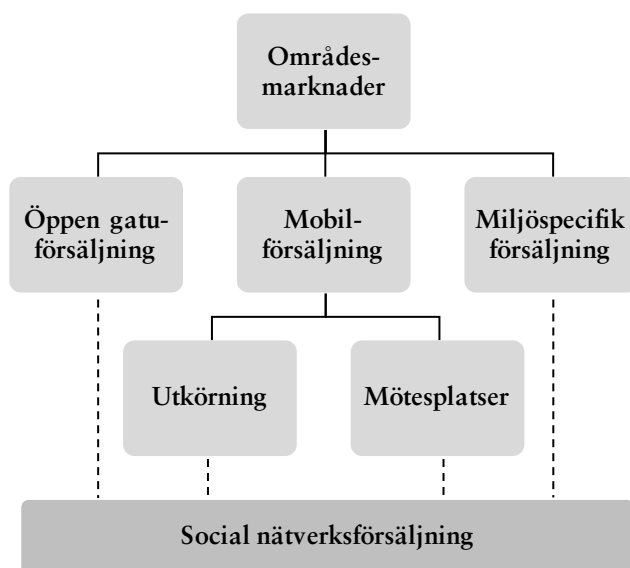 Områdes-
marknader
Öppen gatu-
försäljning
Mobil-
försäljning
Miljöspecifik
försäljning
Utkörning
Mötesplatser
Social nätverksförsäljning